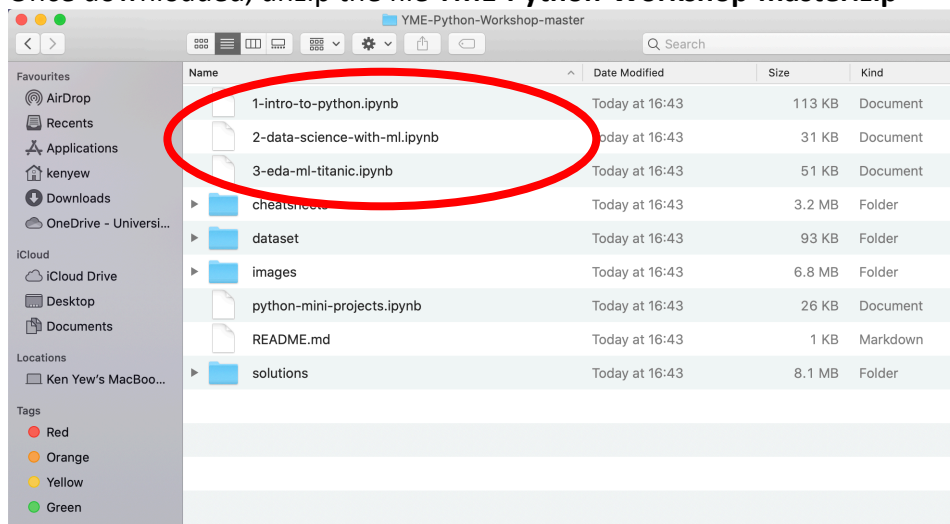 Once downloaded, unzip the file YME-Python-Workshop-master.zip
YME-Python-Workshop-master
Search
Favourites
AirDrop
Recents
Applications
kenyew
Downloads
OneDrive - Universi...
iCloud
iCloud Drive
Desktop
Documents
Locations
Ken Yew's MacBoo...
Tags
Red
Orange
Yellow
Green
Name Date Modified Size Kind
1-intro-to-python.ipynb Today at 16:43 113 KB Document
2-data-science-with-ml.ipynb Today at 16:43 31 KB Document
3-eda-ml-titanic.ipynb Today at 16:43 51 KB Document
cheatsheets Today at 16:43 3.2 MB Folder
dataset Today at 16:43 93 KB Folder
images Today at 16:43 6.8 MB Folder
python-mini-projects.ipynb Today at 16:43 26 KB Document
README.md Today at 16:43 1 KB Markdown
solutions Today at 16:43 8.1 MB Folder